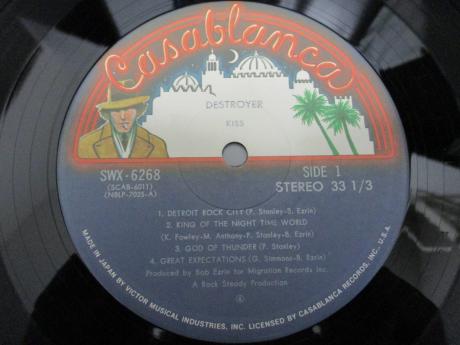 Casablanca
DESTROYER
KISS
SWX-6268
(SCAB-6011)
(NBLP-7025-A)
SIDE 1
STEREO 33 1/3
1. DETROIT ROCK CITY (P. Stanley-B. Ezrin)
2. KING OF THE NIGHT TIME WORLD
(K. Fowley-M. Anthony-P. Stanley-B. Ezrin)
3. GOD OF THUNDER (P. Stanley)
4. GREAT EXPECTATIONS (G. Simmons-B. Ezrin)
Produced by Bob Ezrin for Migration Records Inc.
A Rock Steady Production
MADE IN JAPAN BY VICTOR MUSICAL INDUSTRIES, INC. LICENSED BY CASABLANCA RECORDS, INC., U.S.A.